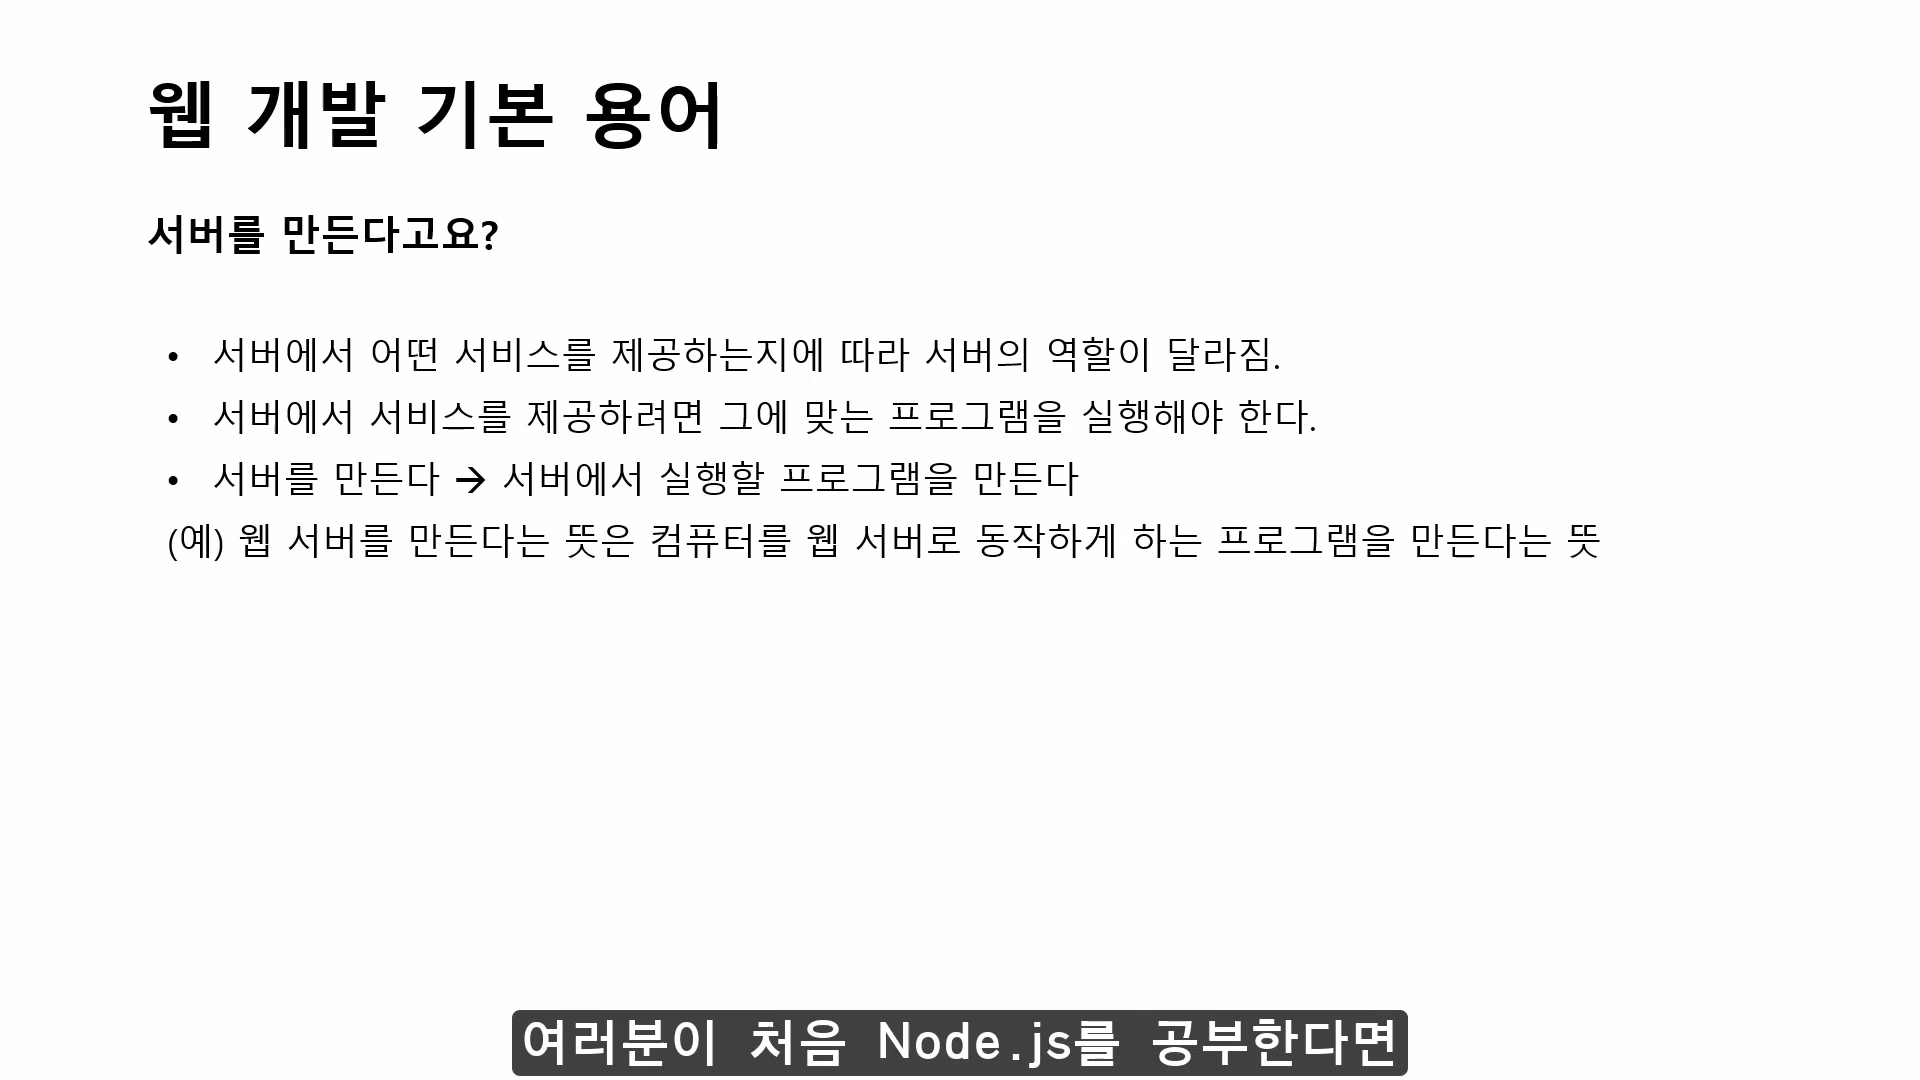 웹 개발 기본 용어
서버를 만든다고요?
• 서버에서 어떤 서비스를 제공하는지에 따라 서버의 역할이 달라짐.
• 서버에서 서비스를 제공하려면 그에 맞는 프로그램을 실행해야 한다.
• 서버를 만든다 → 서버에서 실행할 프로그램을 만든다
(예) 웹 서버를 만든다는 뜻은 컴퓨터를 웹 서버로 동작하게 하는 프로그램을 만든다는 뜻
여러분이 처음 Node.js를 공부한다면